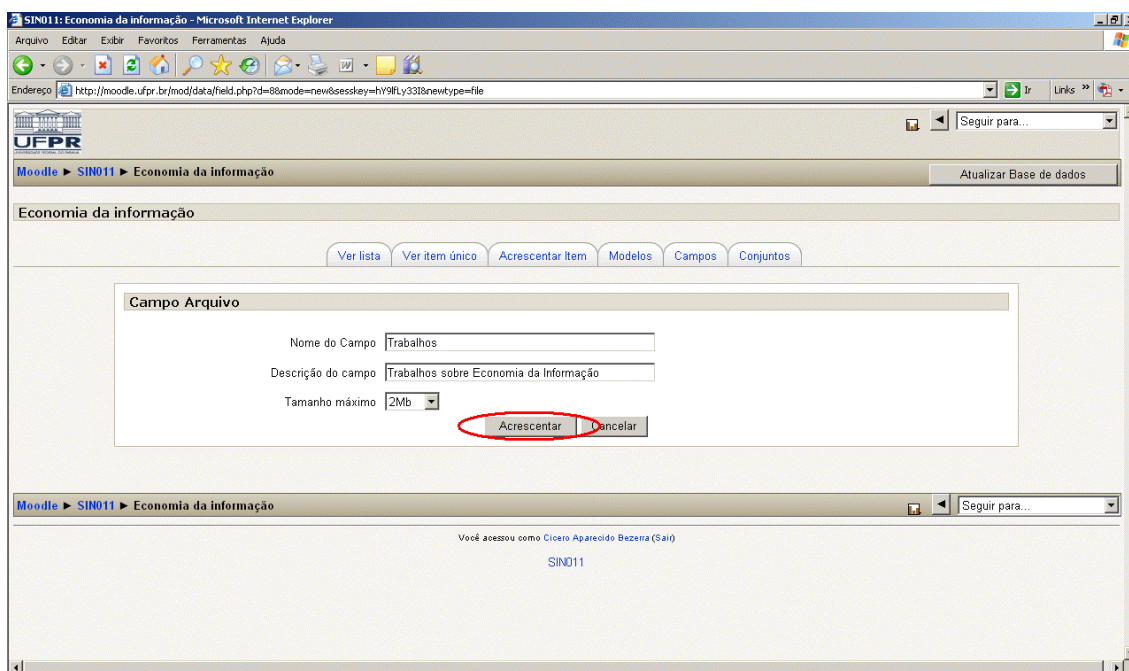 SIN011: Economia da informação - Microsoft Internet Explorer
Arquivo Editar Exibir Favoritos Ferramentas Ajuda
Endereço http://moodle.ufpr.br/mod/data/field.php?d=8&mode=new&sesskey=hY9lfLy33I&newtype=file Ir Links »
UFPR
Seguir para...
Moodle ► SIN011 ► Economia da informação
Atualizar Base de dados
Economia da informação
Ver lista Ver item único Acrescentar Item Modelos Campos Conjuntos
Campo Arquivo
Nome do Campo Trabalhos
Descrição do campo Trabalhos sobre Economia da Informação
Tamanho máximo 2Mb
Acrescentar Cancelar
Moodle ► SIN011 ► Economia da informação
Seguir para...
Você acessou como Cicero Aparecido Bezerra (Sair)
SIN011